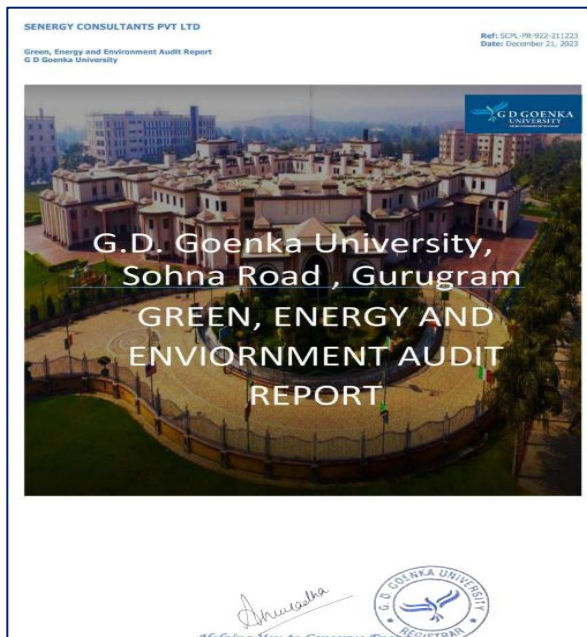 SENERGY CONSULTANTS PVT LTD
Ref: SCPL-PR-922-211223
Date: December 21, 2023
Green, Energy and Environment Audit Report
G D Goenka University
G D GOENKA
UNIVERSITY
G.D. Goenka University,
Sohna Road , Gurugram
GREEN, ENERGY AND
ENVIORNMENT AUDIT
REPORT
Anuradha
G. D. GOENKA UNIVERSITY
REGISTRAR